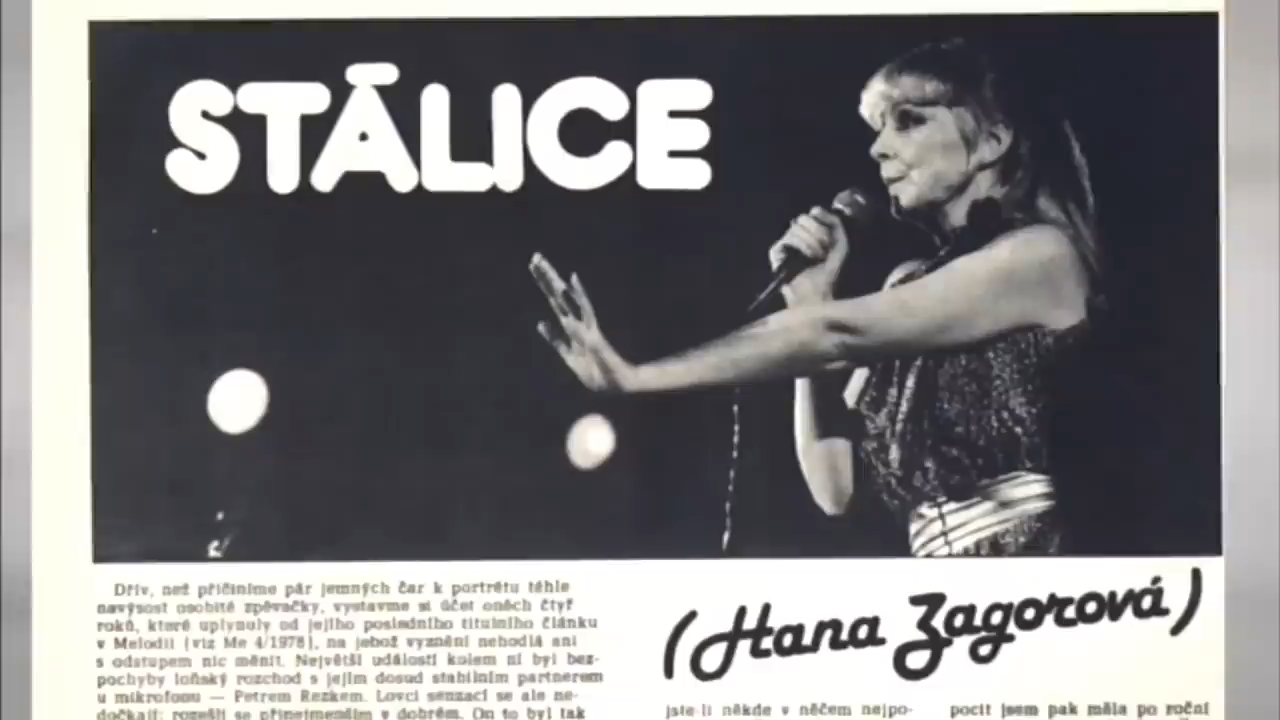 STÁLICE
Dřív, než přičiníme pár jemných čar k portrétu téhle
navýsost osobité zpěvačky, vystavme si účet oněch čtyř
roků, které uplynuly od jejího posledního titulního článku
v Melodii (viz Me 4/1978), na jehož vyznění nehodlá ani
s odstupem nic měnit. Největší událostí kolem ní byl bez-
pochyby loňský rozchod s jejím dosud stabilním partnerem
u mikrofonu — Petrem Rezkem. Lovci senzací se ale ne-
dočkají: rozešli se přinejmenším v dobrém. On to byl tak
(Hana Zagorová)
jste-li někde v něčem nejpo-
pocit jsem pak měla po roční